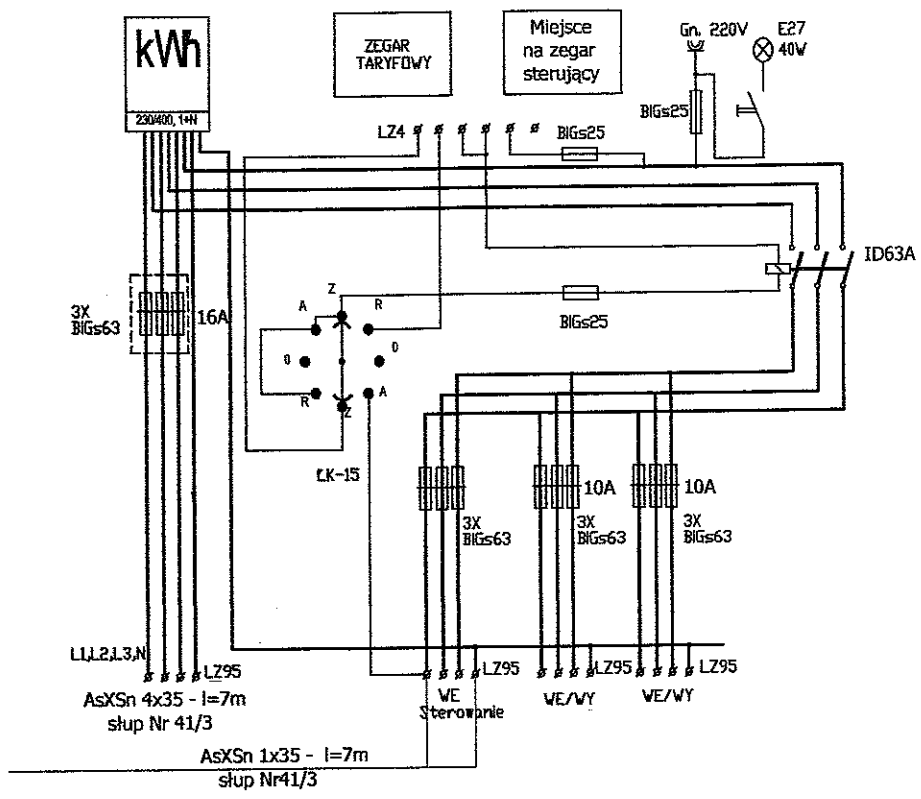 kWh
230/400, 1+N
ZEGAR
TARYFOWY
Miejsce
na zegar
sterujący
Gn. 220V
E27
40W
LZ4
BIGs25
BIGs25
ID63A
3X
BIGs63
16A
Z
A
R
0
0
R
Z
A
BIGs25
ŁK-15
10A
10A
3X
BIGs63
3X
BIGs63
3X
BIGs63
L1,L2,L3,N
LZ95
LZ95
LZ95
LZ95
AsXSn 4x35 - l=7m
słup Nr 41/3
WE
Sterowanie
WE/WY
WE/WY
AsXSn 1x35 - l=7m
słup Nr41/3